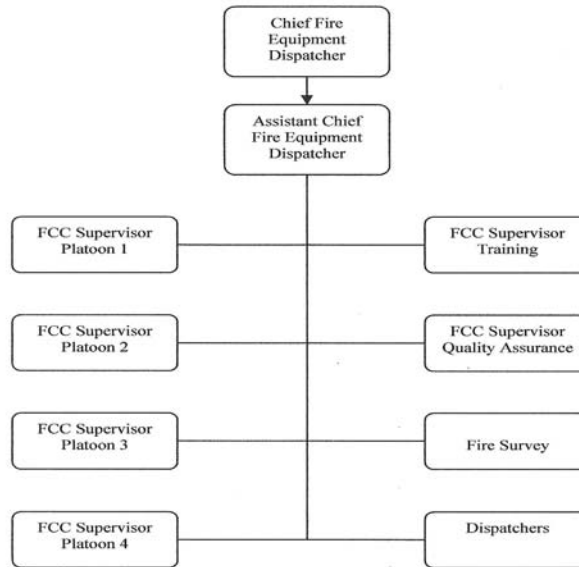 Chief Fire
Equipment
Dispatcher
Assistant Chief
Fire Equipment
Dispatcher
FCC Supervisor
Platoon 1
FCC Supervisor
Training
FCC Supervisor
Platoon 2
FCC Supervisor
Quality Assurance
FCC Supervisor
Platoon 3
Fire Survey
FCC Supervisor
Platoon 4
Dispatchers